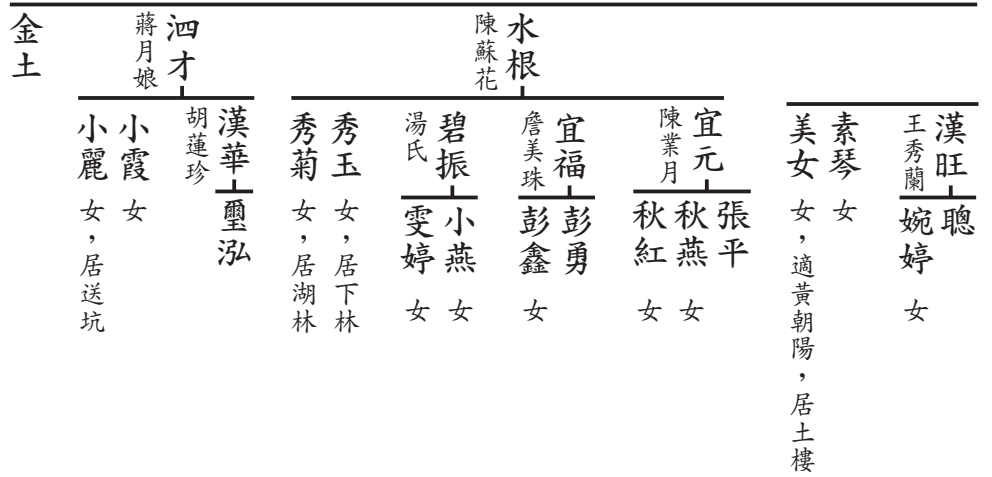 水根
陳蘇花
泗才
蔣月娘
金土
漢旺
王秀蘭
素琴 女
美女 女,適黃朝陽,居土樓
宜元
陳業月
宜福
詹美珠
碧振
湯氏
秀玉 女,居下林
秀菊 女,居湖林
漢華
胡蓮珍
小霞 女
小麗 女,居送坑
聰
婉婷 女
張平
秋燕 女
秋紅 女
彭勇
彭鑫 女
小燕 女
雯婷 女
璽泓